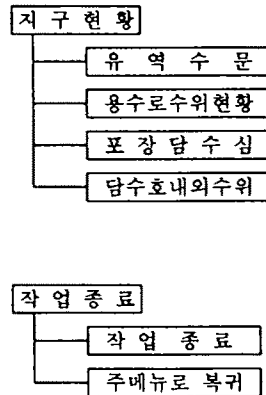 지 구 현 황
유 역 수 문
용수로수위현황
포 장 담 수 심
담수호내외수위
작 업 종 료
작 업 종 료
주메뉴로 복귀